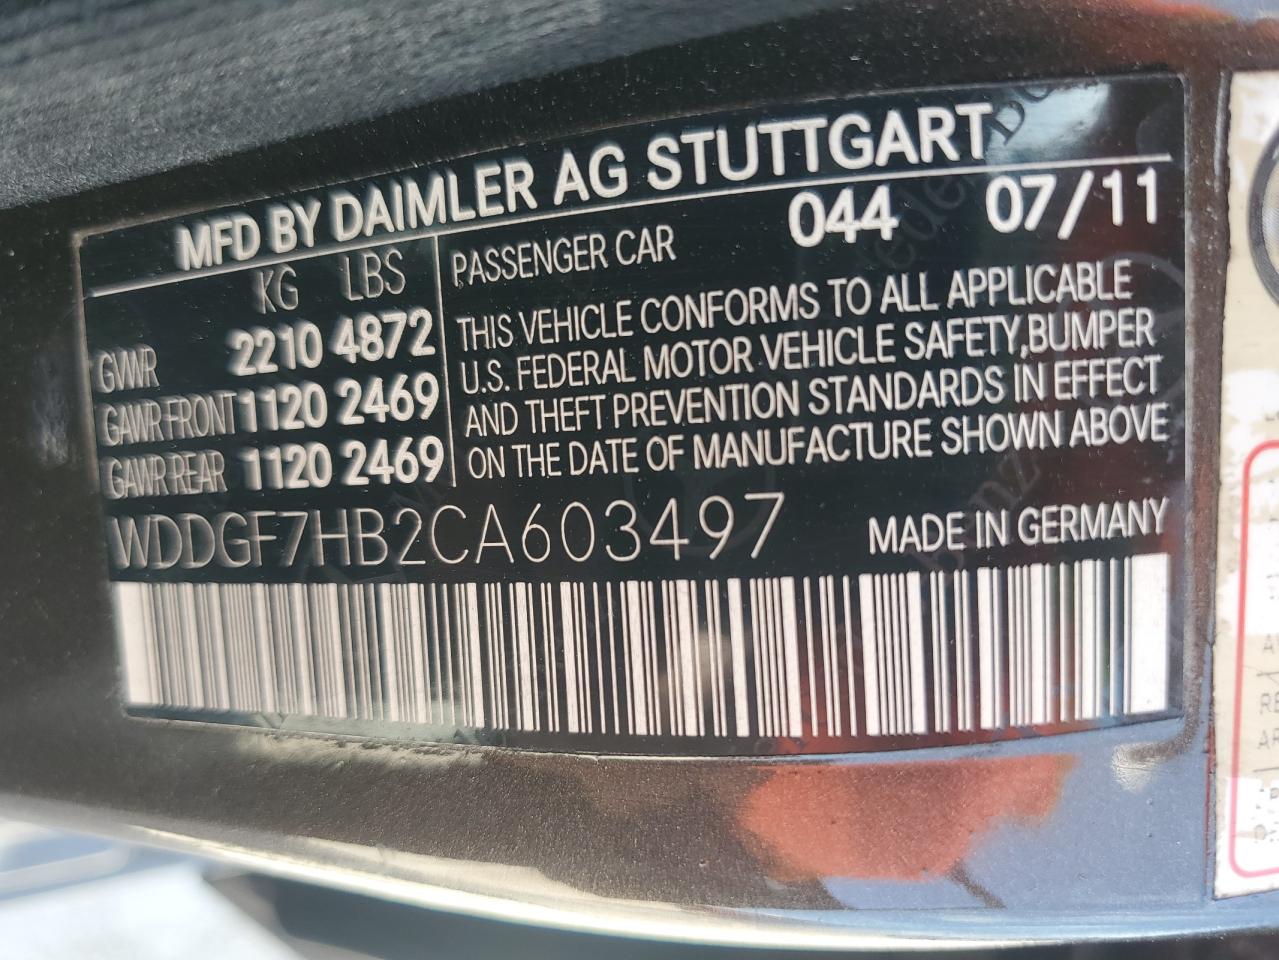 MFD BY DAIMLER AG STUTTGART
KG LBS
GVWR 2210 4872
GAWR FRONT 1120 2469
GAWR REAR 1120 2469
PASSENGER CAR 044 07/11
THIS VEHICLE CONFORMS TO ALL APPLICABLE
U.S. FEDERAL MOTOR VEHICLE SAFETY,BUMPER
AND THEFT PREVENTION STANDARDS IN EFFECT
ON THE DATE OF MANUFACTURE SHOWN ABOVE
WDDGF7HB2CA603497 MADE IN GERMANY